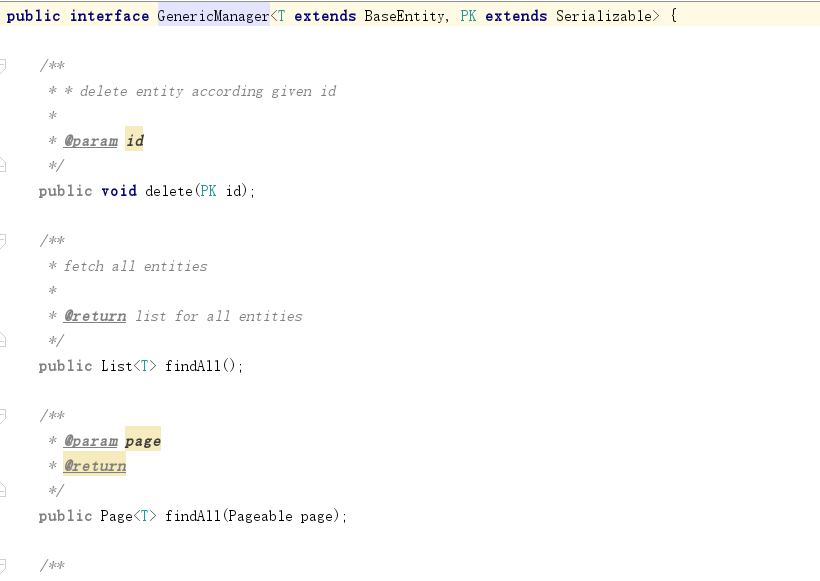 public interface GenericManager<T extends BaseEntity, PK extends Serializable> {
/**
* * delete entity according given id
*
* @param id
*/
public void delete(PK id);
/**
* fetch all entities
*
* @return list for all entities
*/
public List<T> findAll();
/**
* @param page
* @return
*/
public Page<T> findAll(Pageable page);
/**